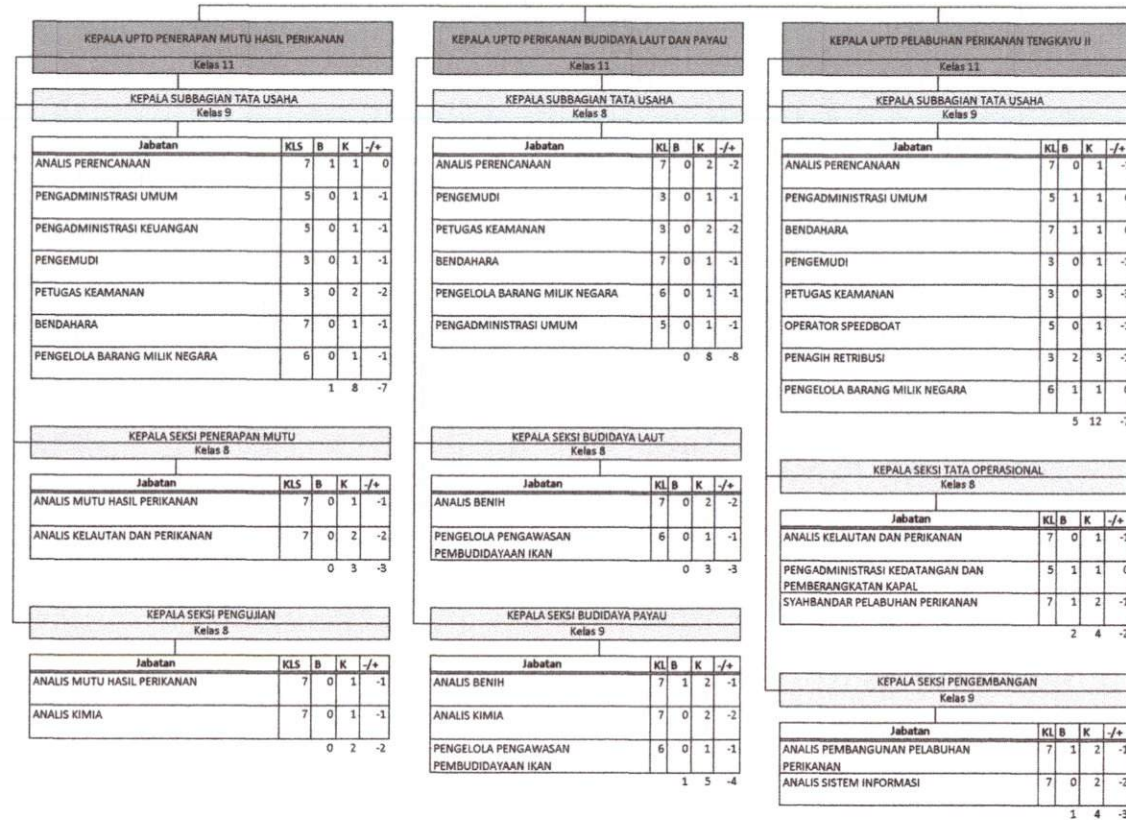 KEPALA UPTD PENERAPAN MUTU HASIL PERIKANAN
Kelas 11
KEPALA SUBBAGIAN TATA USAHA
Kelas 9
Jabatan KLS B K -/+
ANALIS PERENCANAAN 7 1 1 0
PENGADMINISTRASI UMUM 5 0 1 -1
PENGADMINISTRASI KEUANGAN 5 0 1 -1
PENGEMUDI 3 0 1 -1
PETUGAS KEAMANAN 3 0 2 -2
BENDAHARA 7 0 1 -1
PENGELOLA BARANG MILIK NEGARA 6 0 1 -1
1 8 -7
KEPALA SEKSI PENERAPAN MUTU
Kelas 8
Jabatan KLS B K -/+
ANALIS MUTU HASIL PERIKANAN 7 0 1 -1
ANALIS KELAUTAN DAN PERIKANAN 7 0 2 -2
0 3 -3
KEPALA SEKSI PENGUJIAN
Kelas 8
Jabatan KLS B K -/+
ANALIS MUTU HASIL PERIKANAN 7 0 1 -1
ANALIS KIMIA 7 0 1 -1
0 2 -2
KEPALA UPTD PERIKANAN BUDIDAYA LAUT DAN PAYAU
Kelas 11
KEPALA SUBBAGIAN TATA USAHA
Kelas 8
Jabatan KL B K -/+
ANALIS PERENCANAAN 7 0 2 -2
PENGEMUDI 3 0 1 -1
PETUGAS KEAMANAN 3 0 2 -2
BENDAHARA 7 0 1 -1
PENGELOLA BARANG MILIK NEGARA 6 0 1 -1
PENGADMINISTRASI UMUM 5 0 1 -1
0 8 -8
KEPALA SEKSI BUDIDAYA LAUT
Kelas 8
Jabatan KL B K -/+
ANALIS BENIH 7 0 2 -2
PENGELOLA PENGAWASAN 6 0 1 -1
PEMBUDIDAYAAN IKAN
0 3 -3
KEPALA SEKSI BUDIDAYA PAYAU
Kelas 9
Jabatan KL B K -/+
ANALIS BENIH 7 1 2 -1
ANALIS KIMIA 7 0 2 -2
PENGELOLA PENGAWASAN 6 0 1 -1
PEMBUDIDAYAAN IKAN
1 5 -4
KEPALA UPTD PELABUHAN PERIKANAN TENGKAYU II
Kelas 11
KEPALA SUBBAGIAN TATA USAHA
Kelas 9
Jabatan KL B K -/+
ANALIS PERENCANAAN 7 0 1
PENGADMINISTRASI UMUM 5 1 1
BENDAHARA 7 1 1
PENGEMUDI 3 0 1
PETUGAS KEAMANAN 3 0 3
OPERATOR SPEEDBOAT 5 0 1
PENAGIH RETRIBUSI 3 2 3
PENGELOLA BARANG MILIK NEGARA 6 1 1
5 12
KEPALA SEKSI TATA OPERASIONAL
Kelas 8
Jabatan KL B K -/+
ANALIS KELAUTAN DAN PERIKANAN 7 0 1 -1
PENGADMINISTRASI KEDATANGAN DAN 5 1 1 0
PEMBERANGKATAN KAPAL
SYAHBANDAR PELABUHAN PERIKANAN 7 1 2 -1
2 4 -2
KEPALA SEKSI PENGEMBANGAN
Kelas 9
Jabatan KL B K -/+
ANALIS PEMBANGUNAN PELABUHAN 7 1 2 -1
PERIKANAN
ANALIS SISTEM INFORMASI 7 0 2 -2
1 4 -3